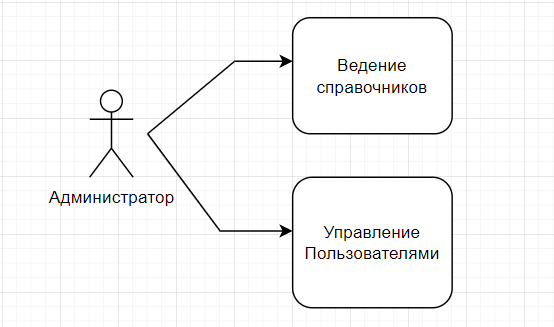 Ведение
справочников
Администратор
Управление
Пользователями